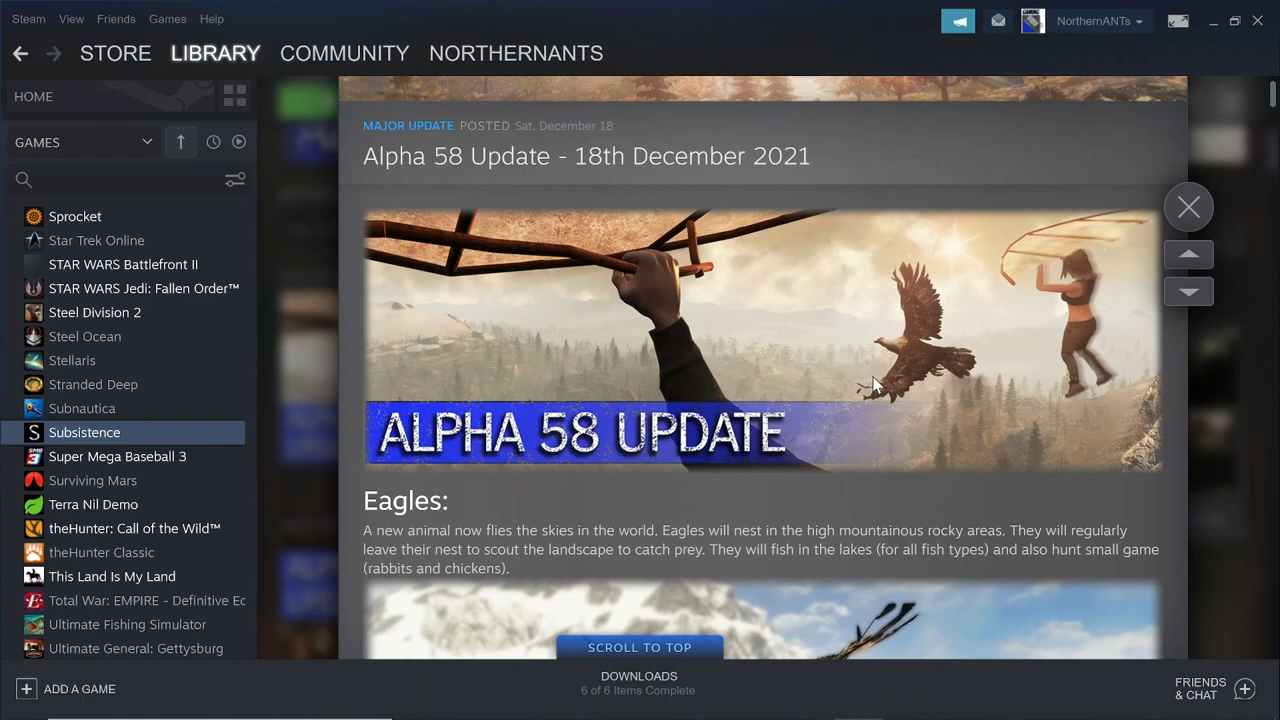 Steam View Friends Games Help
NorthernANTs
STORE LIBRARY COMMUNITY NORTHERNANTS
HOME
GAMES
Sprocket
Star Trek Online
STAR WARS Battlefront II
STAR WARS Jedi: Fallen Order™
Steel Division 2
Steel Ocean
Stellaris
Stranded Deep
Subnautica
Subsistence
Super Mega Baseball 3
Surviving Mars
Terra Nil Demo
theHunter: Call of the Wild™
theHunter Classic
This Land Is My Land
Total War: EMPIRE - Definitive Ec
Ultimate Fishing Simulator
Ultimate General: Gettysburg
MAJOR UPDATE POSTED Sat, December 18
Alpha 58 Update - 18th December 2021
ALPHA 58 UPDATE
Eagles:
A new animal now flies the skies in the world. Eagles will nest in the high mountainous rocky areas. They will regularly
leave their nest to scout the landscape to catch prey. They will fish in the lakes (for all fish types) and also hunt small game
(rabbits and chickens).
SCROLL TO TOP
ADD A GAME
DOWNLOADS
6 of 6 Items Complete
FRIENDS
& CHAT